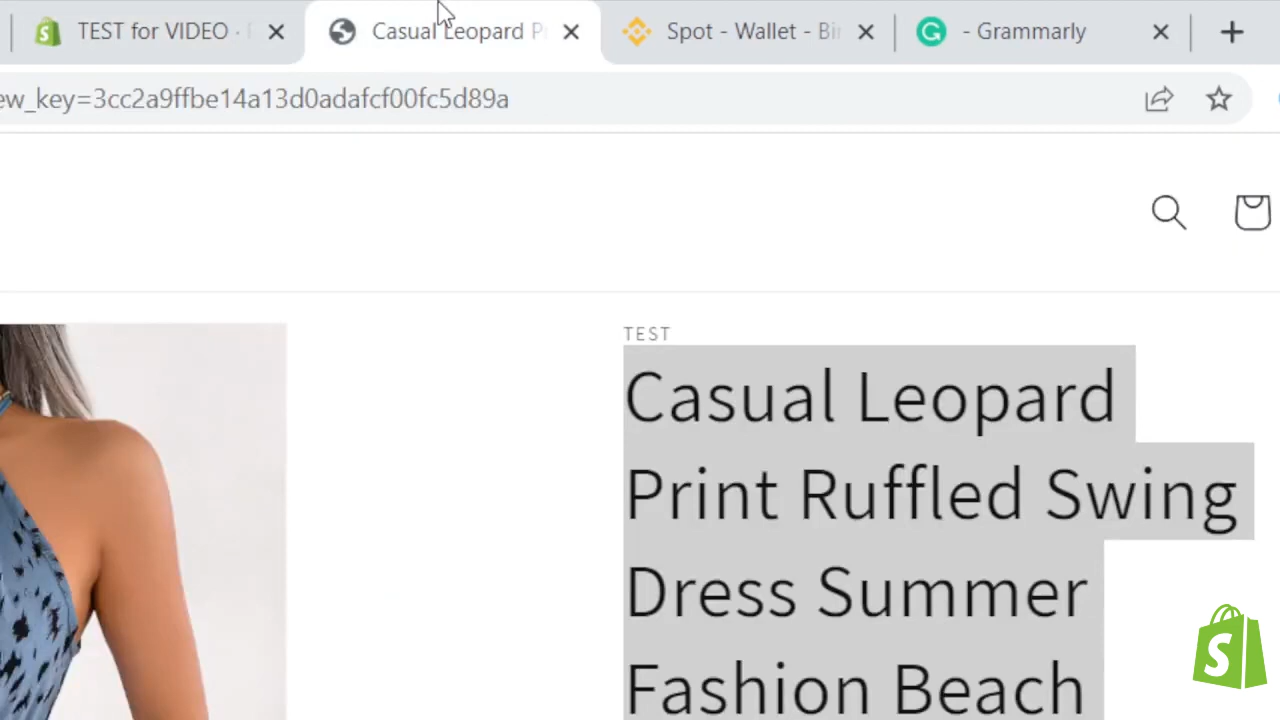 TEST for VIDEO ·
Casual Leopard P
Spot - Wallet - Bi
- Grammarly
ew_key=3cc2a9ffbe14a13d0adafcf00fc5d89a
TEST
Casual Leopard
Print Ruffled Swing
Dress Summer
Fashion Beach